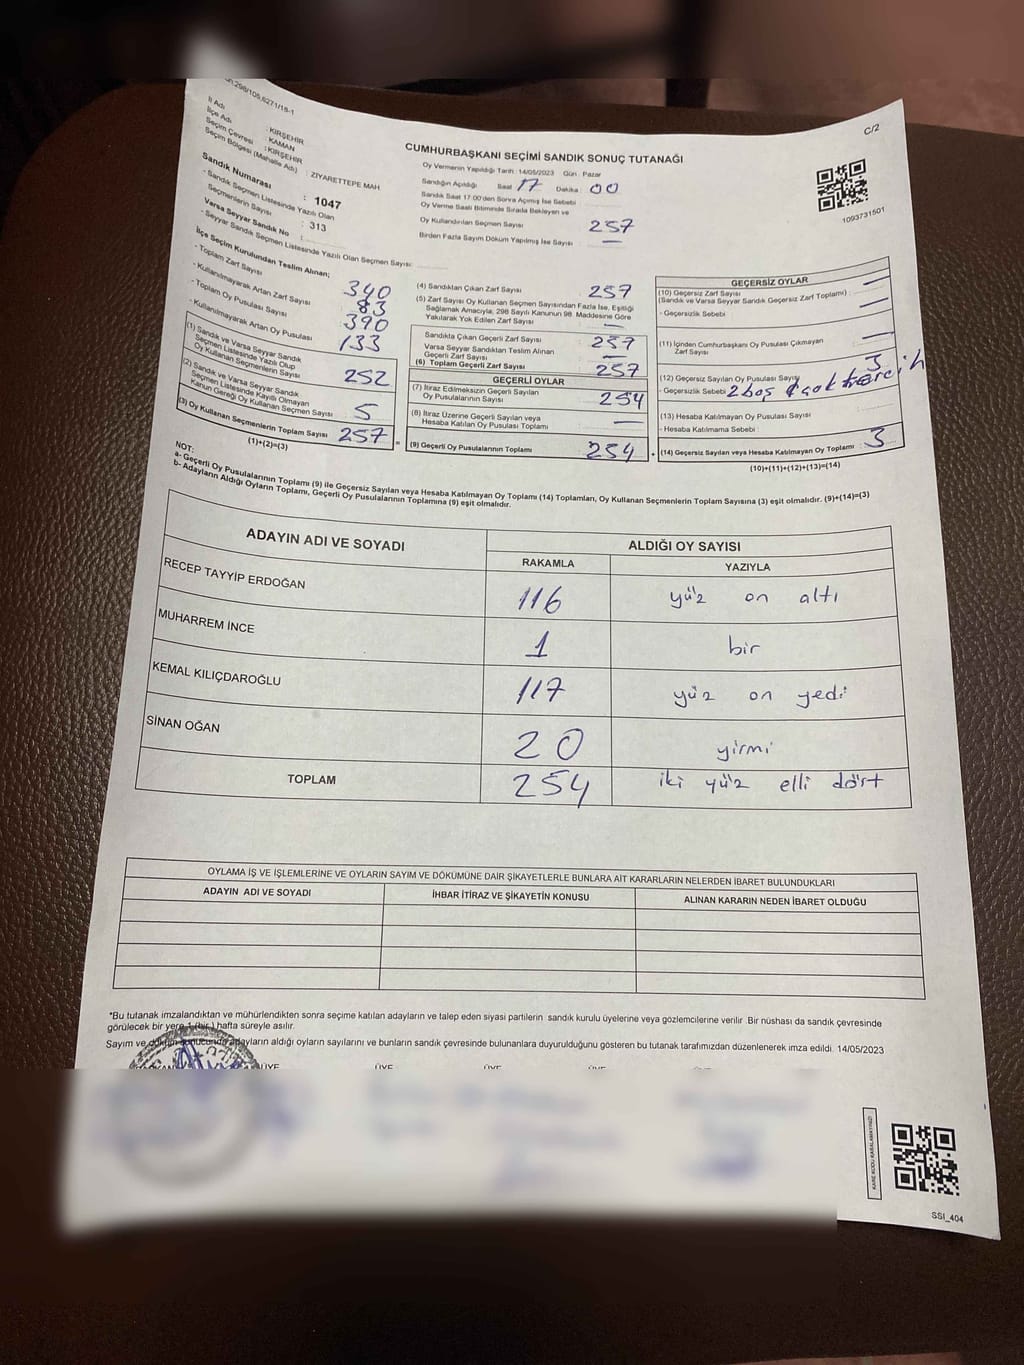 C/2
İl Adı : KIRŞEHİR
İlçe Adı : KAMAN
Seçim Çevresi : KIRŞEHİR
Seçim Bölgesi (Mahalle Adı) : ZIYARETTEPE MAH
Sandık Numarası : 1047
- Sandık Seçmen Listesinde Yazılı Olan
Seçmenlerin Sayısı : 313
Varsa Seyyar Sandık No :
- Seyyar Sandık Seçmen Listesinde Yazılı Olan Seçmen Sayısı:
CUMHURBAŞKANI SEÇİMİ SANDIK SONUÇ TUTANAĞI
Oy Vermenin Yapıldığı Tarih : 14/05/2023 Gün : Pazar
Sandığın Açıldığı Saat 17 Dakika : 00
Sandık Saat 17:00'den Sonra Açılmış İse Sebebi
Oy Verme Saati Bitiminde Sırada Bekleyen ve
Oy Kullandırılan Seçmen Sayısı 257
Birden Fazla Sayım Döküm Yapılmış İse Sayısı —
1093731501
İlçe Seçim Kurulundan Teslim Alınan;
- Toplam Zarf Sayısı 340
- Kullanılmayarak Artan Zarf Sayısı 83
- Toplam Oy Pusulası Sayısı 390
- Kullanılmayarak Artan Oy Pusulası 133
(1) Sandık ve Varsa Seyyar Sandık
Seçmen Listesinde Yazılı Olup
Oy Kullanan Seçmenlerin Sayısı 252
(2) Sandık ve Varsa Seyyar Sandık
Seçmen Listesinde Kayıtlı Olmayan
Kanun Gereği Oy Kullanan Seçmen Sayısı 5
(3) Oy Kullanan Seçmenlerin Toplam Sayısı 257 =
(1)+(2)=(3)
(4) Sandıktan Çıkan Zarf Sayısı : 257
(5) Zarf Sayısı Oy Kullanan Seçmen Sayısından Fazla İse, Eşitliği
Sağlamak Amacıyla, 298 Sayılı Kanunun 98. Maddesine Göre
Yakılarak Yok Edilen Zarf Sayısı : —
Sandıkta Çıkan Geçerli Zarf Sayısı : 257
Varsa Seyyar Sandıktan Teslim Alınan
Geçerli Zarf Sayısı : —
(6) Toplam Geçerli Zarf Sayısı : 257
GEÇERLİ OYLAR
(7) İtiraz Edilmeksizin Geçerli Sayılan
Oy Pusulalarının Sayısı : 254
(8) İtiraz Üzerine Geçerli Sayılan veya
Hesaba Katılan Oy Pusulası Toplamı : —
(9) Geçerli Oy Pusulalarının Toplamı : 254 +
GEÇERSİZ OYLAR
(10) Geçersiz Zarf Sayısı
(Sandık ve Varsa Seyyar Sandık Geçersiz Zarf Toplamı) : —
- Geçersizlik Sebebi —
(11) İçinden Cumhurbaşkanı Oy Pusulası Çıkmayan
Zarf Sayısı —
(12) Geçersiz Sayılan Oy Pusulası Sayısı 3
- Geçersizlik Sebebi 2 boş çok tercih
(13) Hesaba Katılmayan Oy Pusulası Sayısı :
- Hesaba Katılmama Sebebi :
(14) Geçersiz Sayılan veya Hesaba Katılmayan Oy Toplamı : 3
(10)+(11)+(12)+(13)=(14)
NOT:
a- Geçerli Oy Pusulalarının Toplamı (9) ile Geçersiz Sayılan veya Hesaba Katılmayan Oy Toplamı (14) Toplamları, Oy Kullanan Seçmenlerin Toplam Sayısına (3) eşit olmalıdır. (9)+(14)=(3)
b- Adayların Aldığı Oyların Toplamı, Geçerli Oy Pusulalarının Toplamına (9) eşit olmalıdır.
ADAYIN ADI VE SOYADI ALDIĞI OY SAYISI
RAKAMLA YAZIYLA
RECEP TAYYİP ERDOĞAN 116 yüz on altı
MUHARREM İNCE 1 bir
KEMAL KILIÇDAROĞLU 117 yüz on yedi
SİNAN OĞAN 20 yirmi
TOPLAM 254 iki yüz elli dört
OYLAMA İŞ VE İŞLEMLERİNE VE OYLARIN SAYIM VE DÖKÜMÜNE DAİR ŞİKAYETLERLE BUNLARA AİT KARARLARIN NELERDEN İBARET BULUNDUKLARI
ADAYIN ADI VE SOYADI İHBAR İTİRAZ VE ŞİKAYETİN KONUSU ALINAN KARARIN NEDEN İBARET OLDUĞU
*Bu tutanak imzalandıktan ve mühürlendikten sonra seçime katılan adayların ve talep eden siyasi partilerin sandık kurulu üyelerine veya gözlemcilerine verilir. Bir nüshası da sandık çevresinde
görülecek bir yere 1 (bir) hafta süreyle asılır.
Sayım ve döküm sonucunda adayların aldığı oyların sayılarını ve bunların sandık çevresinde bulunanlara duyurulduğunu gösteren bu tutanak tarafımızdan düzenlenerek imza edildi. 14/05/2023
ÜYE ÜYE ÜYE ÜYE
SSI_404